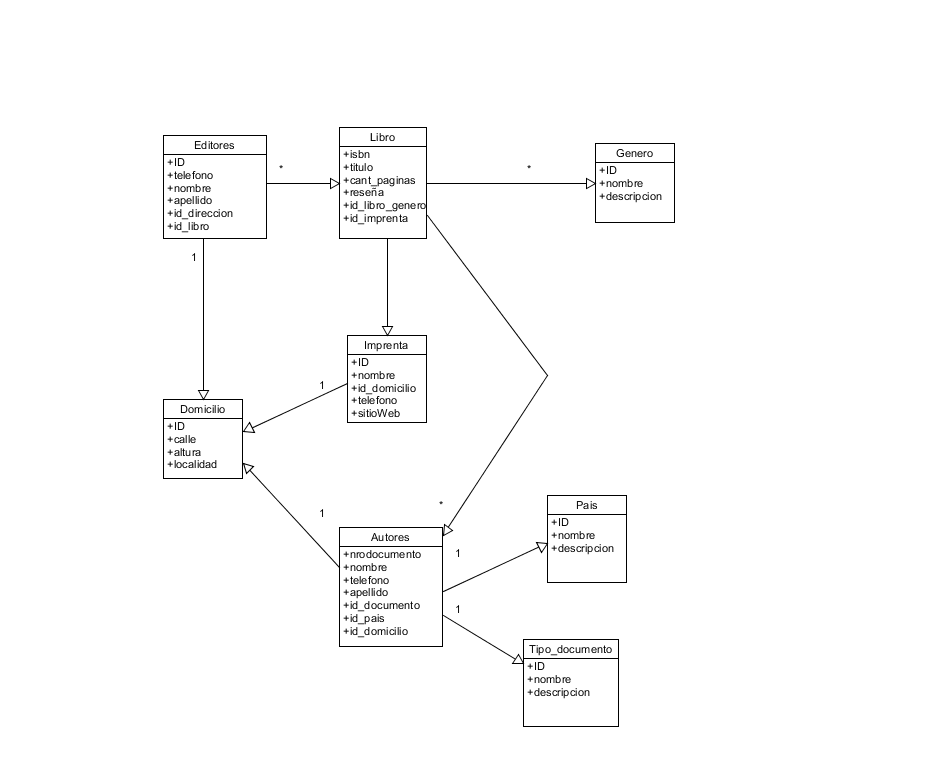 Editores
+ID
+telefono
+nombre
+apellido
+id_direccion
+id_libro
*
Libro
+isbn
+titulo
+cant_paginas
+reseña
+id_libro_genero
+id_imprenta
*
Genero
+ID
+nombre
+descripcion
1
Imprenta
+ID
+nombre
+id_domicilio
+telefono
+sitioWeb
1
Domicilio
+ID
+calle
+altura
+localidad
1
*
Autores
+nrodocumento
+nombre
+telefono
+apellido
+id_documento
+id_pais
+id_domicilio
1
1
Pais
+ID
+nombre
+descripcion
Tipo_documento
+ID
+nombre
+descripcion